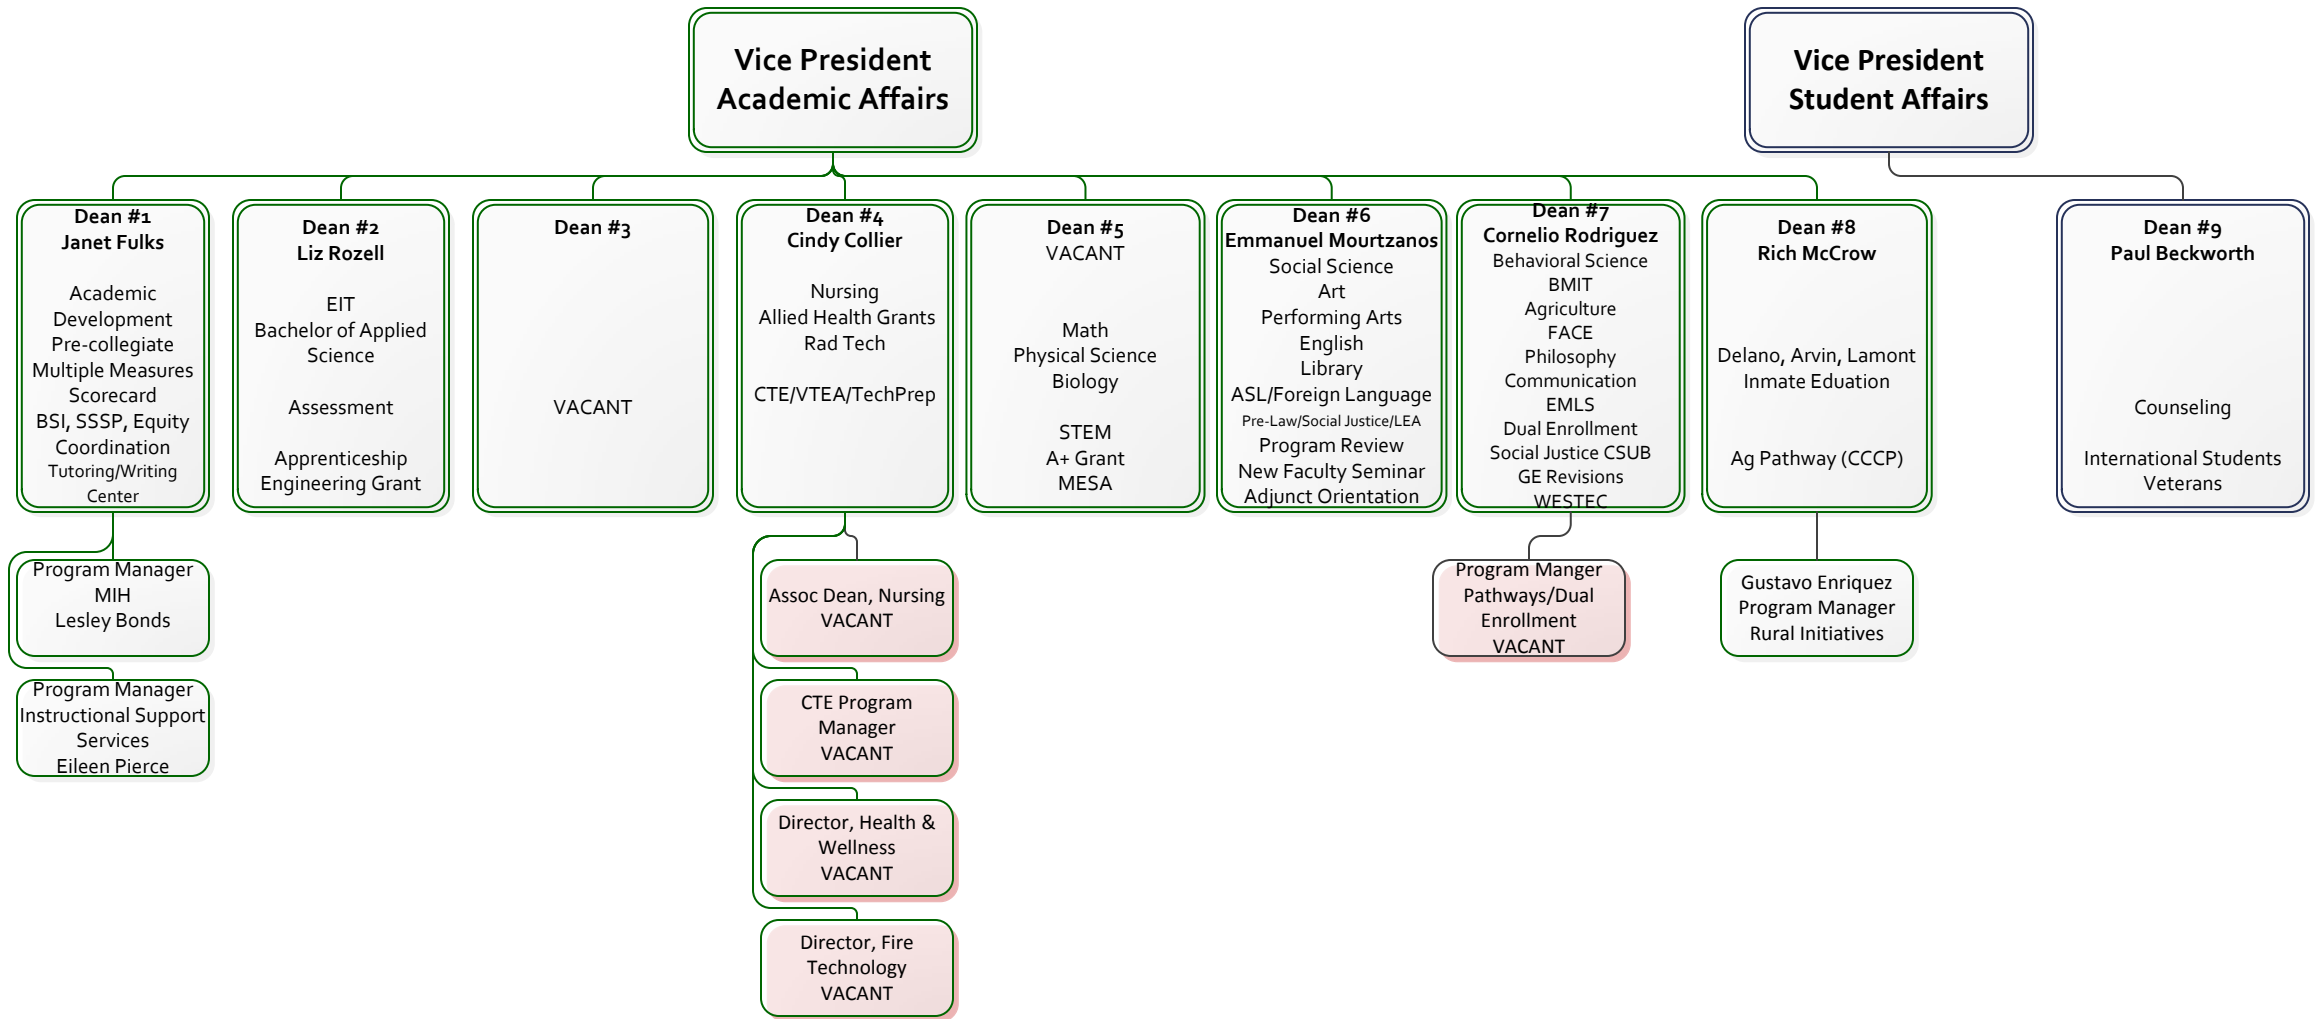 Vice President
Academic Affairs
Vice President
Student Affairs
Dean #1
Janet Fulks
Academic
Development
Pre-collegiate
Multiple Measures
Scorecard
BSI, SSSP, Equity
Coordination
Tutoring/Writing
Center
Dean #2
Liz Rozell
EIT
Bachelor of Applied
Science
Assessment
Apprenticeship
Engineering Grant
Dean #3
VACANT
Dean #4
Cindy Collier
Nursing
Allied Health Grants
Rad Tech
CTE/VTEA/TechPrep
Dean #5
VACANT
Math
Physical Science
Biology
STEM
A+ Grant
MESA
Dean #6
Emmanuel Mourtzanos
Social Science
Art
Performing Arts
English
Library
ASL/Foreign Language
Pre-Law/Social Justice/LEA
Program Review
New Faculty Seminar
Adjunct Orientation
Dean #7
Cornelio Rodriguez
Behavioral Science
BMIT
Agriculture
FACE
Philosophy
Communication
EMLS
Dual Enrollment
Social Justice CSUB
GE Revisions
WESTEC
Dean #8
Rich McCrow
Delano, Arvin, Lamont
Inmate Eduation
Ag Pathway (CCCP)
Dean #9
Paul Beckworth
Counseling
International Students
Veterans
Program Manager
MIH
Lesley Bonds
Program Manager
Instructional Support
Services
Eileen Pierce
Assoc Dean, Nursing
VACANT
CTE Program
Manager
VACANT
Director, Health &
Wellness
VACANT
Director, Fire
Technology
VACANT
Program Manger
Pathways/Dual
Enrollment
VACANT
Gustavo Enriquez
Program Manager
Rural Initiatives